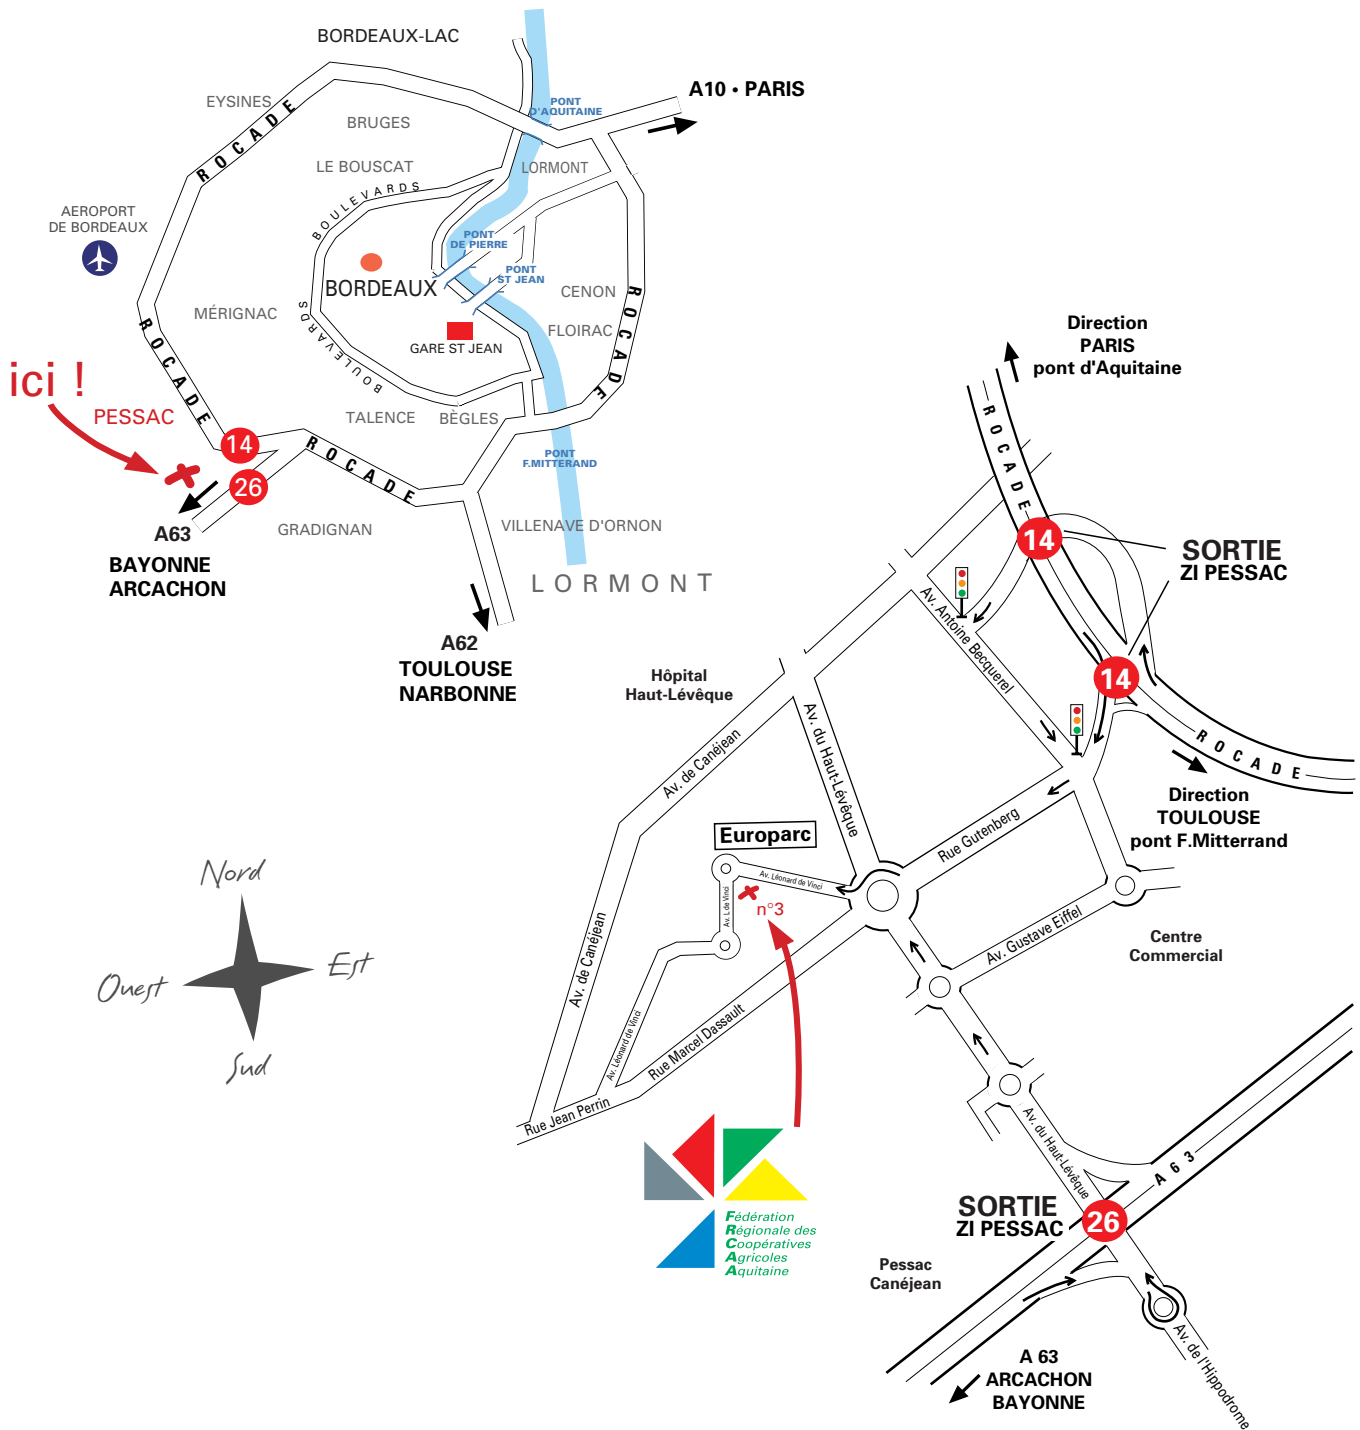 BORDEAUX-LAC
A10 • PARIS
EYSINES
PONT
D'AQUITAINE
ROCADE
BRUGES
LE BOUSCAT
LORMONT
BOULEVARDS
AEROPORT
DE BORDEAUX
PONT
DE PIERRE
PONT
ST JEAN
BORDEAUX
CENON
ROCADE
MÉRIGNAC
BOULEVARDS
FLOIRAC
GARE ST JEAN
ROCADE
ici !
PESSAC
TALENCE
BÈGLES
14
ROCADE
PONT
F.MITTERAND
26
A63
GRADIGNAN
VILLENAVE D'ORNON
BAYONNE
ARCACHON
LORMONT
A62
TOULOUSE
NARBONNE
Direction
PARIS
pont d'Aquitaine
ROCADE
14
SORTIE
ZI PESSAC
Av. Antoine Becquerel
14
Hôpital
Haut-Lévêque
Av. de Canéjean
Av. du Haut-Lévêque
ROCADE
Direction
TOULOUSE
pont F.Mitterrand
Rue Gutenberg
Europarc
Av. Léonard de Vinci
Av. L de Vinci
n°3
Av. Gustave Eiffel
Centre
Commercial
Av. de Canéjean
Av. Léonard de Vinci
Rue Marcel Dassault
Rue Jean Perrin
Nord
Ouest
Est
Sud
Av. du Haut-Lévêque
A 63
SORTIE
ZI PESSAC
26
Fédération
Régionale des
Coopératives
Agricoles
Aquitaine
Pessac
Canéjean
A 63
ARCACHON
BAYONNE
Av. de l'Hippodrome